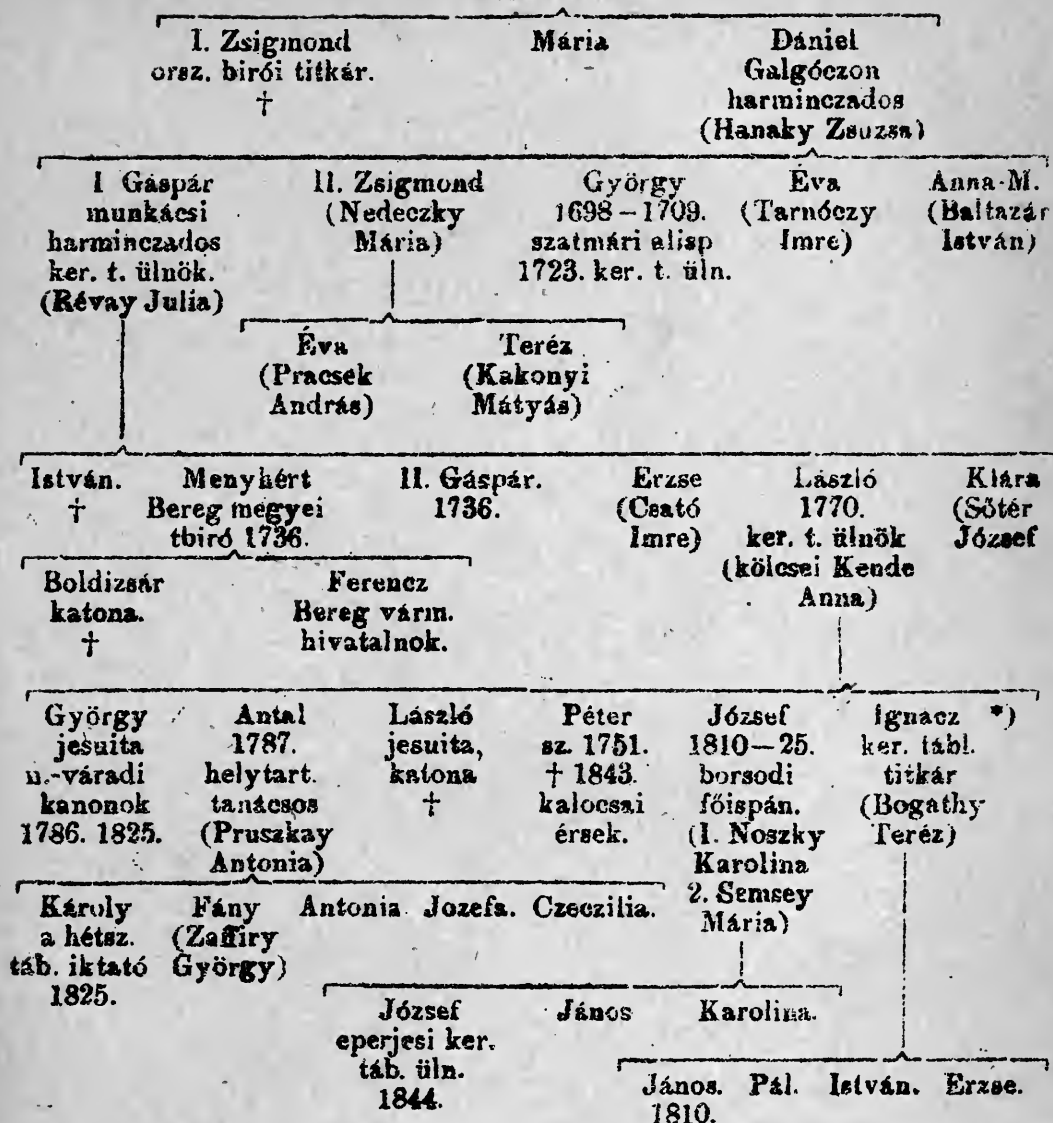 I. Zsigmond Mária Dániel
orsz. birói titkár. Galgóczon
† harminczados
(Hanaky Zsuzsa)
I Gáspár II. Zsigmond György Éva Anna-M.
munkácsi (Nedeczky 1698–1709. (Tarnóczy (Baltazár
harminczados Mária) szatmári alisp Imre) István)
ker. t. ülnök. 1723. ker. t. üln.
(Révay Julia)
Éva Teréz
(Pracsek (Kakonyi
András) Mátyás)
István. Menyhért II. Gáspár. Erzse László Klára
† Bereg megyei 1736. (Csató 1770. (Sőtér
tbiró 1736. Imre) ker. t. ülnök József
(kölcsei Kende
Anna)
Boldizsár Ferencz
katona. Bereg várm.
† hivatalnok.
György Antal László Péter József Ignácz *)
jesuita 1787. jesuita, sz. 1751. 1810–25. ker. tábl.
n.-váradi helytart. katona † 1843. borsodi titkár
kanonok tanácsos † kalocsai főispán. (Bogathy
1786. 1825. (Pruszkay érsek. (1. Noszky Teréz)
Antonia) Karolina
2. Semsey
Mária)
Károly Fány Antonia Jozefa. Czeczilia.
a hétsz. (Zaffiry
táb. iktató György)
1825.
József János Karolina.
eperjesi ker.
táb. üln.
1844.
János. Pál. István. Erzse.
1810.